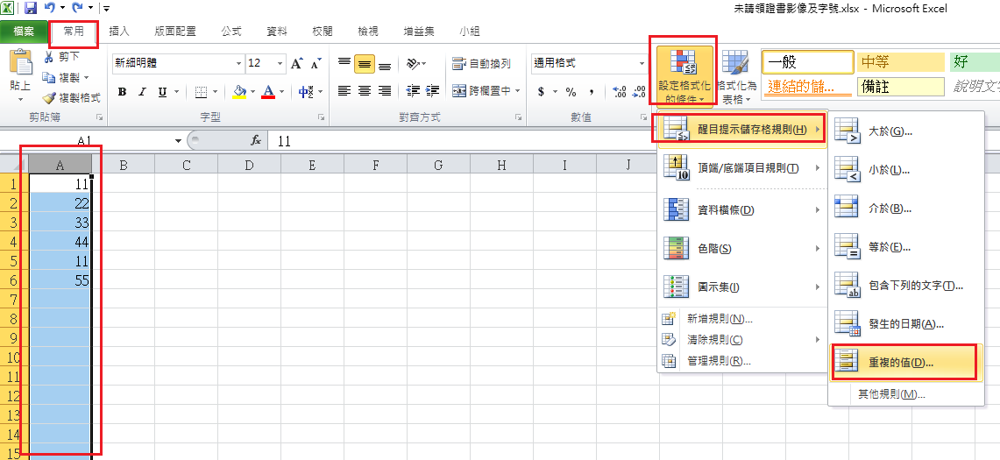 未請領證書影像及字號.xlsx - Microsoft Excel
檔案 常用 插入 版面配置 公式 資料 校閱 檢視 增益集 小組
貼上
剪下
複製
複製格式
剪貼簿
新細明體 12
B I U A 中文
字型
自動換列
跨欄置中
對齊方式
通用格式
$ % , .00
數值
設定格式化的條件
格式化為表格
一般 中等 好
連結的儲... 備註 說明文字
A1 fx 11
A B C D E F G H I J
1 11
2 22
3 33
4 44
5 11
6 55
7
8
9
10
11
12
13
14
15
醒目提示儲存格規則(H)
頂端/底端項目規則(T)
資料橫條(D)
色階(S)
圖示集(I)
新增規則(N)...
清除規則(C)
管理規則(R)...
大於(G)...
小於(L)...
介於(B)...
等於(E)...
包含下列的文字(T)...
發生的日期(A)...
重複的值(D)...
其他規則(M)...